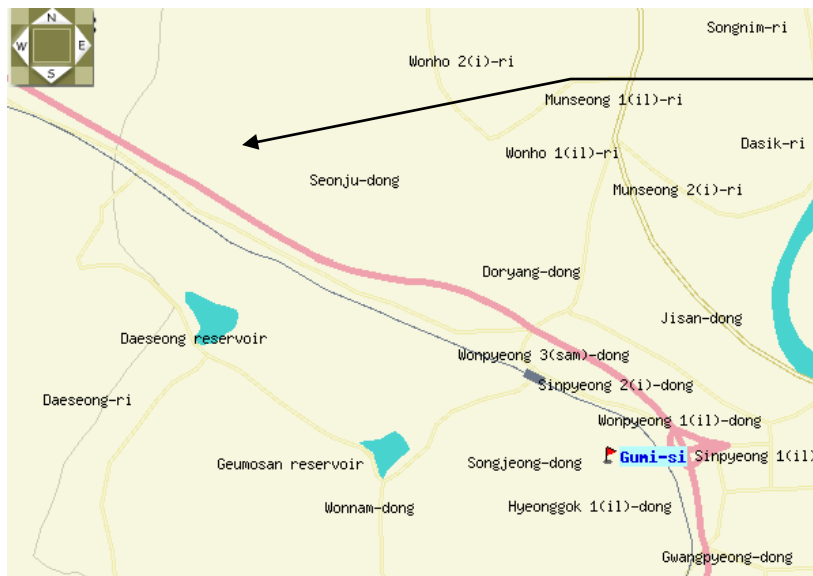 N
W E
S
Songnim-ri
Wonho 2(i)-ri
Munseong 1(il)-ri
Dasik-ri
Wonho 1(il)-ri
Seonju-dong
Munseong 2(i)-ri
Doryang-dong
Jisan-dong
Daeseong reservoir
Wonpyeong 3(sam)-dong
Sinpyeong 2(i)-dong
Daeseong-ri
Wonpyeong 1(il)-dong
Gumi-si
Sinpyeong 1(il)
Geumosan reservoir
Songjeong-dong
Wonnam-dong
Hyeonggok 1(il)-dong
Gwangpyeong-dong